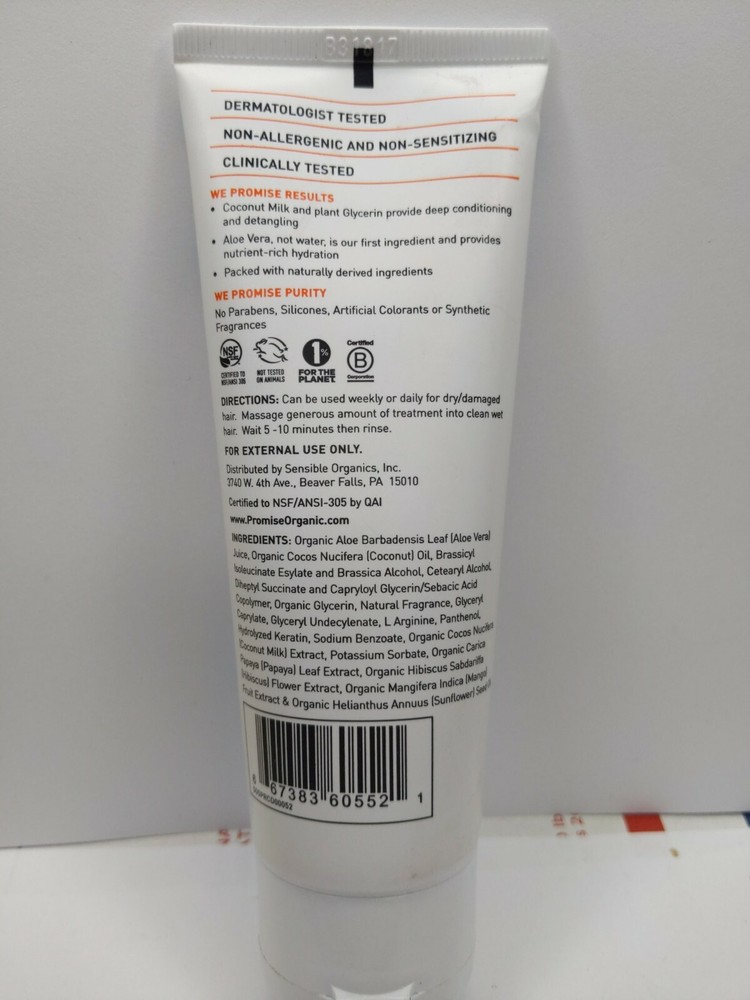 B31817
DERMATOLOGIST TESTED
NON-ALLERGENIC AND NON-SENSITIZING
CLINICALLY TESTED
WE PROMISE RESULTS
• Coconut Milk and plant Glycerin provide deep conditioning
and detangling
• Aloe Vera, not water, is our first ingredient and provides
nutrient-rich hydration
• Packed with naturally derived ingredients
WE PROMISE PURITY
No Parabens, Silicones, Artificial Colorants or Synthetic
Fragrances
NSF
CERTIFIED TO
NSF/ANSI 305
NOT TESTED
ON ANIMALS
1%
FOR THE
PLANET
Certified
B
Corporation
DIRECTIONS: Can be used weekly or daily for dry/damaged
hair. Massage generous amount of treatment into clean wet
hair. Wait 5 -10 minutes then rinse.
FOR EXTERNAL USE ONLY.
Distributed by Sensible Organics, Inc.
3740 W. 4th Ave., Beaver Falls, PA 15010
Certified to NSF/ANSI-305 by QAI
www.PromiseOrganic.com
INGREDIENTS: Organic Aloe Barbadensis Leaf (Aloe Vera)
Juice, Organic Cocos Nucifera (Coconut) Oil, Brassicyl
Isoleucinate Esylate and Brassica Alcohol, Cetearyl Alcohol,
Diheptyl Succinate and Capryloyl Glycerin/Sebacic Acid
Copolymer, Organic Glycerin, Natural Fragrance, Glyceryl
Caprylate, Glyceryl Undecylenate, L Arginine, Panthenol,
Hydrolyzed Keratin, Sodium Benzoate, Organic Cocos Nucifera
(Coconut Milk) Extract, Potassium Sorbate, Organic Carica
Papaya (Papaya) Leaf Extract, Organic Hibiscus Sabdariffa
(Hibiscus) Flower Extract, Organic Mangifera Indica (Mango)
Fruit Extract & Organic Helianthus Annuus (Sunflower) Seed
6 67383 60552 1